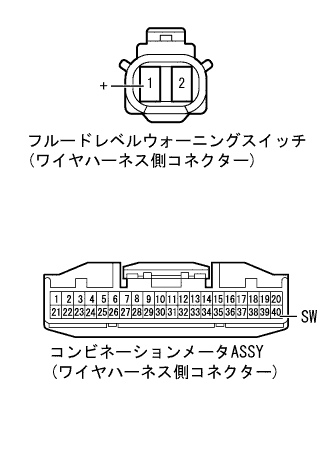 + 1 2
フルードレベルウォーニングスイッチ
(ワイヤハーネス側コネクター)
1 2 3 4 5 6 7 8 9 10 11 12 13 14 15 16 17 18 19 20
21 22 23 24 25 26 27 28 29 30 31 32 33 34 35 36 37 38 39 40
SW
コンビネーションメータASSY
(ワイヤハーネス側コネクター)